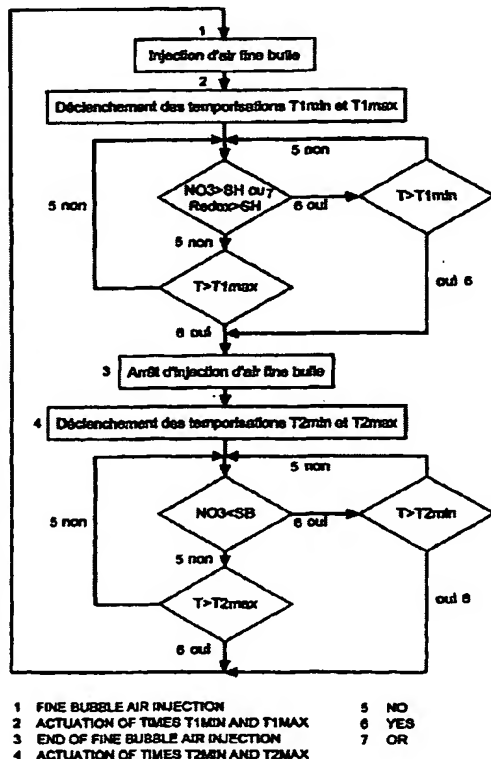 1
Injection d'air fine bulle
2
Déclenchement des temporisations T1min et T1max
5 non
5 non
NO3>SH ou 7
Redox>SH
6 oui
T>T1min
5 non
T>T1max
oui 6
6 oui
3 Arrêt d'injection d'air fine bulle
4 Déclenchement des temporisations T2min et T2max
5 non
5 non
NO3<SB
6 oui
T>T2min
5 non
T>T2max
oui 6
6 oui
1 FINE BUBBLE AIR INJECTION 5 NO
2 ACTUATION OF TIMES T1MIN AND T1MAX 6 YES
3 END OF FINE BUBBLE AIR INJECTION 7 OR
4 ACTUATION OF TIMES T2MIN AND T2MAX